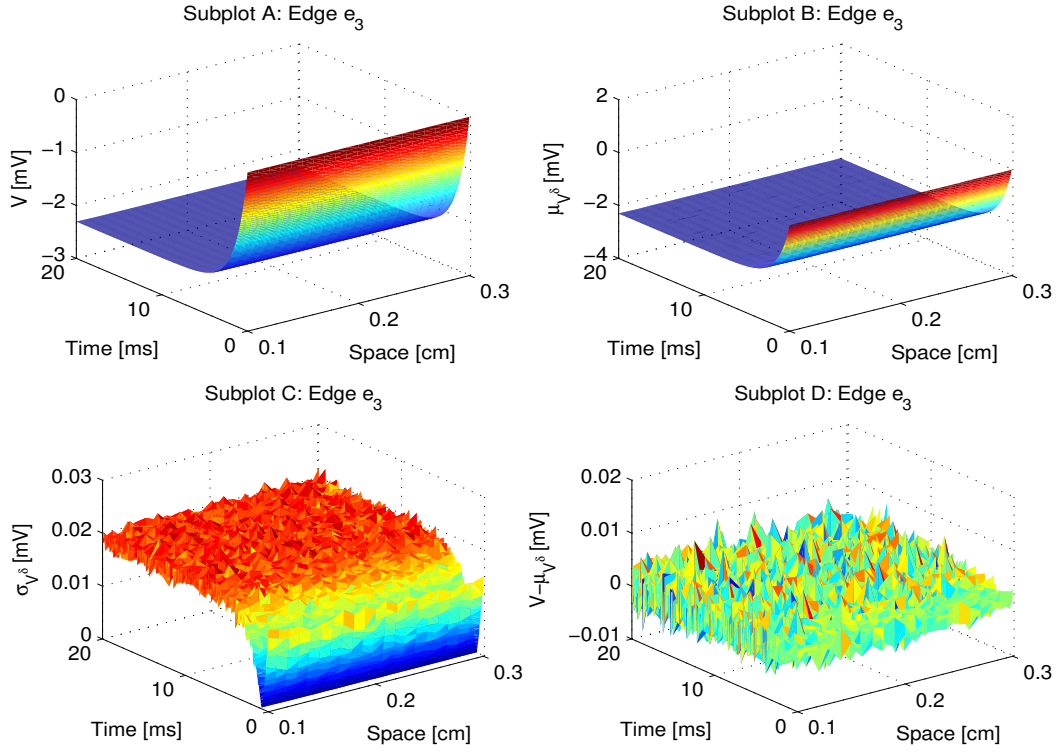 Subplot A: Edge e₃
0
−1
−2
−3
V [mV]
20
10
0
Time [ms]
0.1
0.2
0.3
Space [cm]
Subplot B: Edge e₃
2
0
−2
−4
μ_V^δ [mV]
20
10
0
Time [ms]
0.1
0.2
0.3
Space [cm]
Subplot C: Edge e₃
0.03
0.02
0.01
0
σ_V^δ [mV]
20
10
0
Time [ms]
0.1
0.2
0.3
Space [cm]
Subplot D: Edge e₃
0.02
0.01
0
−0.01
V−μ_V^δ [mV]
20
10
0
Time [ms]
0.1
0.2
0.3
Space [cm]